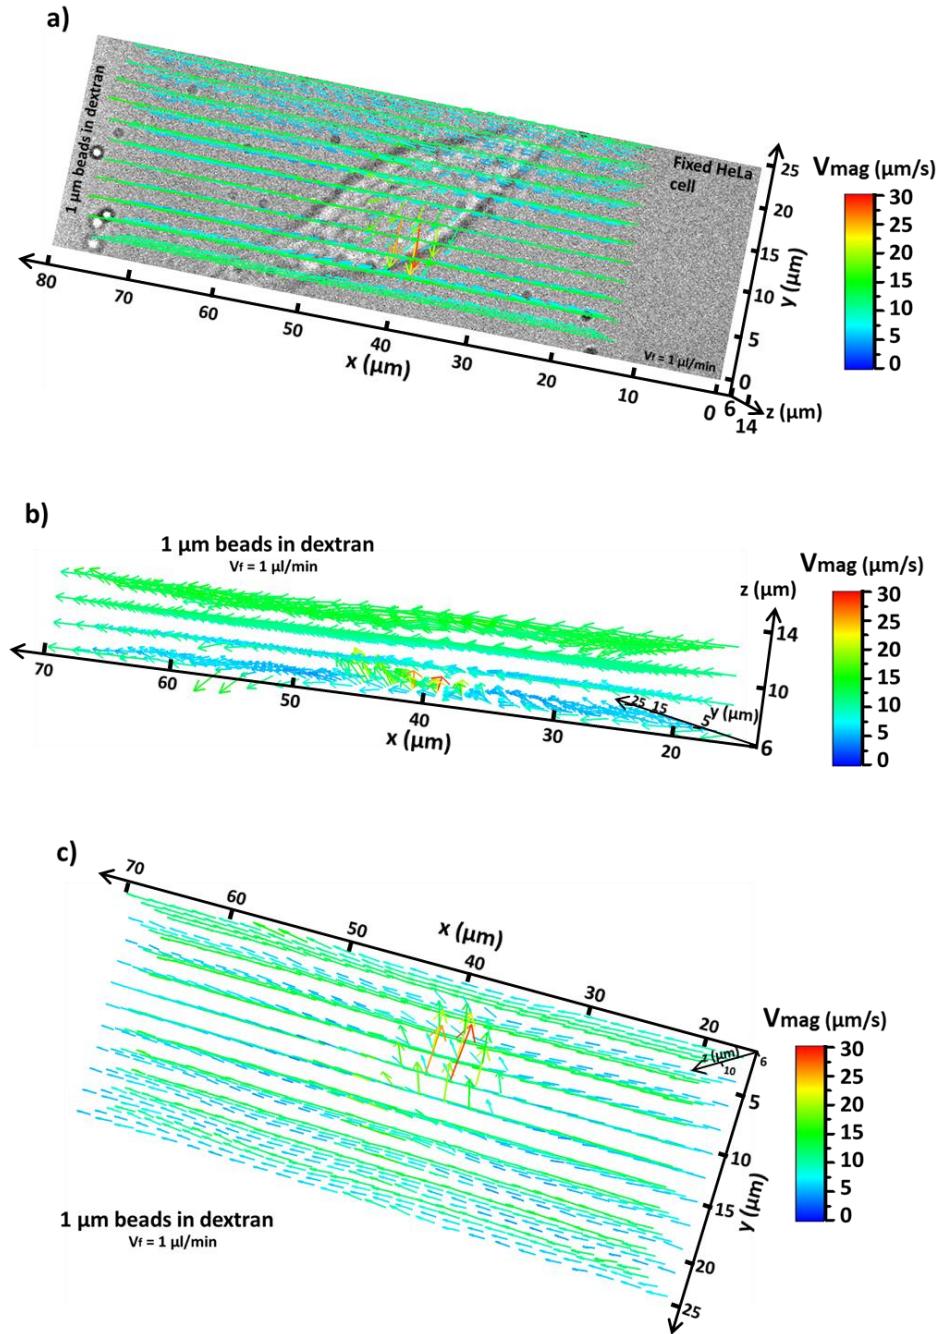 a)
1 μm beads in dextran
Fixed HeLa
cell
Vf = 1 μl/min
80
70
60
50
40
30
20
10
0
x (μm)
25
20
15
10
5
0
y (μm)
6
14
z (μm)
Vmag (μm/s)
30
25
20
15
10
5
0
b)
1 μm beads in dextran
Vf = 1 μl/min
70
60
50
40
30
20
x (μm)
z (μm)
14
10
6
25
15
5
y (μm)
Vmag (μm/s)
30
25
20
15
10
5
0
c)
70
60
50
40
30
20
x (μm)
z (μm)
10
6
5
10
15
20
25
y (μm)
1 μm beads in dextran
Vf = 1 μl/min
Vmag (μm/s)
30
25
20
15
10
5
0